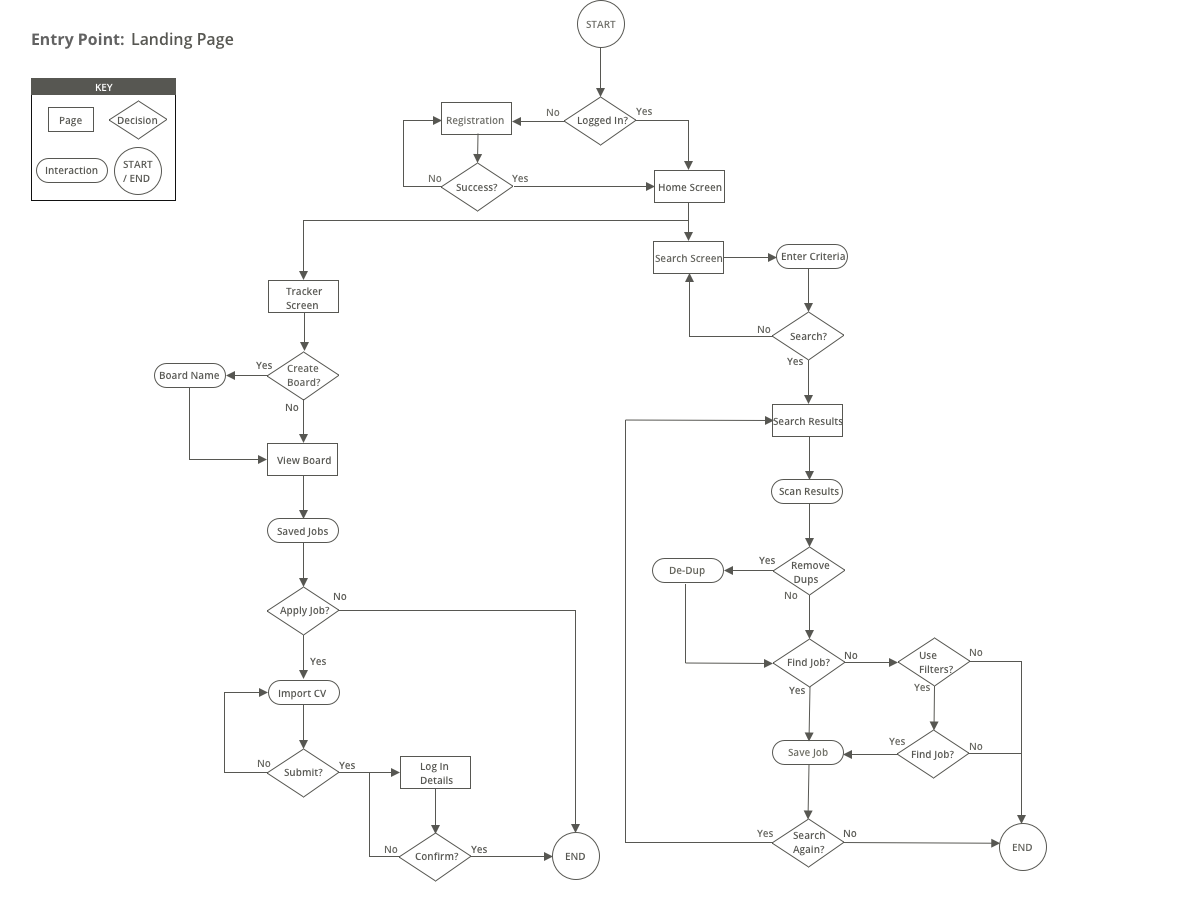 START
Entry Point: Landing Page
KEY
Page
Decision
Interaction
START
/ END
Logged In?
No
Yes
Registration
Success?
No
Yes
Home Screen
Search Screen
Enter Criteria
Search?
No
Yes
Tracker
Screen
Create
Board?
Yes
No
Board Name
View Board
Saved Jobs
Apply Job?
No
Yes
Import CV
Submit?
No
Yes
Log In
Details
Confirm?
No
Yes
END
Search Results
Scan Results
Remove
Dups
Yes
No
De-Dup
Find Job?
No
Yes
Use
Filters?
No
Yes
Find Job?
Yes
No
Save Job
Search
Again?
Yes
No
END